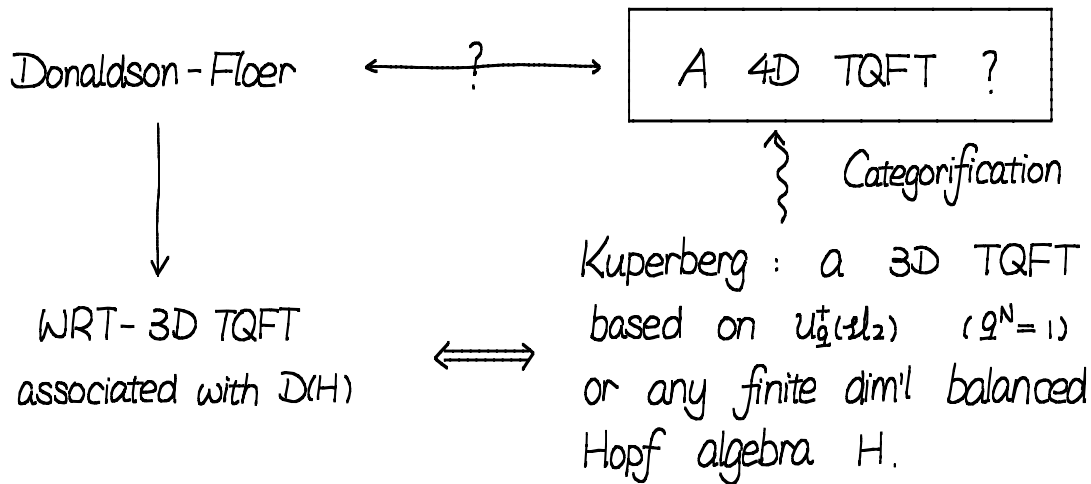 Donaldson-Floer
?
A 4D TQFT ?
Categorification
WRT-3D TQFT
associated with D(H)
Kuperberg : a 3D TQFT
based on u_q^+(sl_2) (q^N = 1)
or any finite dim'l balanced
Hopf algebra H.